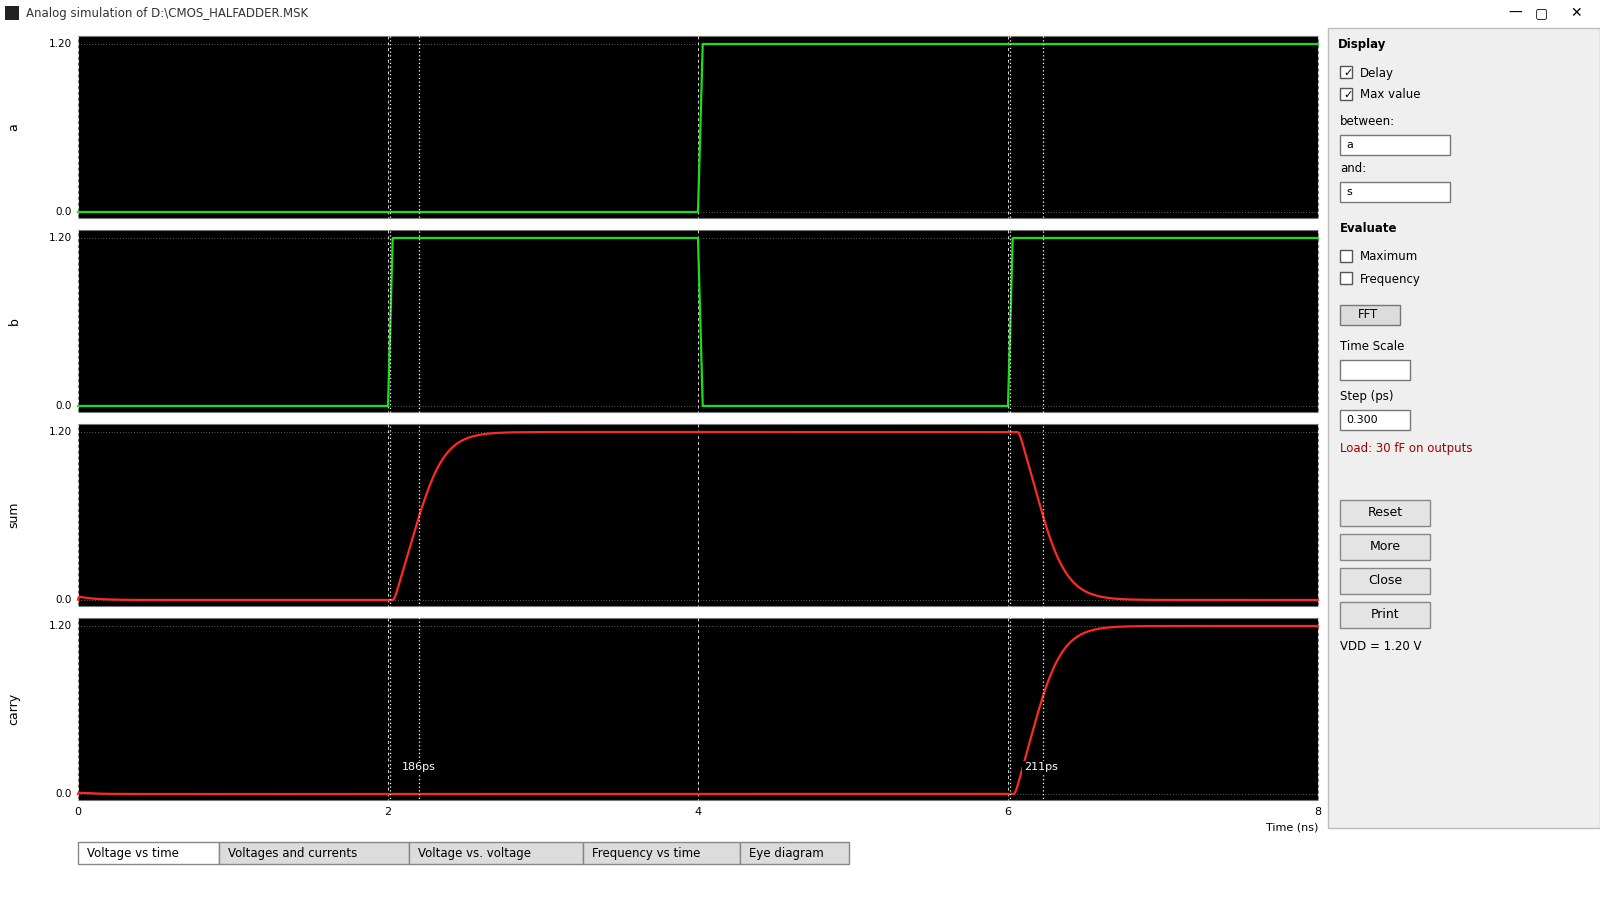 Analog simulation of D:\CMOS_HALFADDER.MSK
1.20
a
0.0
1.20
b
0.0
1.20
sum
0.0
1.20
carry
186ps
211ps
0.0
0 2 4 6 8
Time (ns)
Voltage vs time Voltages and currents Voltage vs. voltage Frequency vs time Eye diagram
Display
Delay
Max value
between:
a
and:
s
Evaluate
Maximum
Frequency
FFT
Time Scale
Step (ps)
0.300
Load: 30 fF on outputs
Reset
More
Close
Print
VDD = 1.20 V